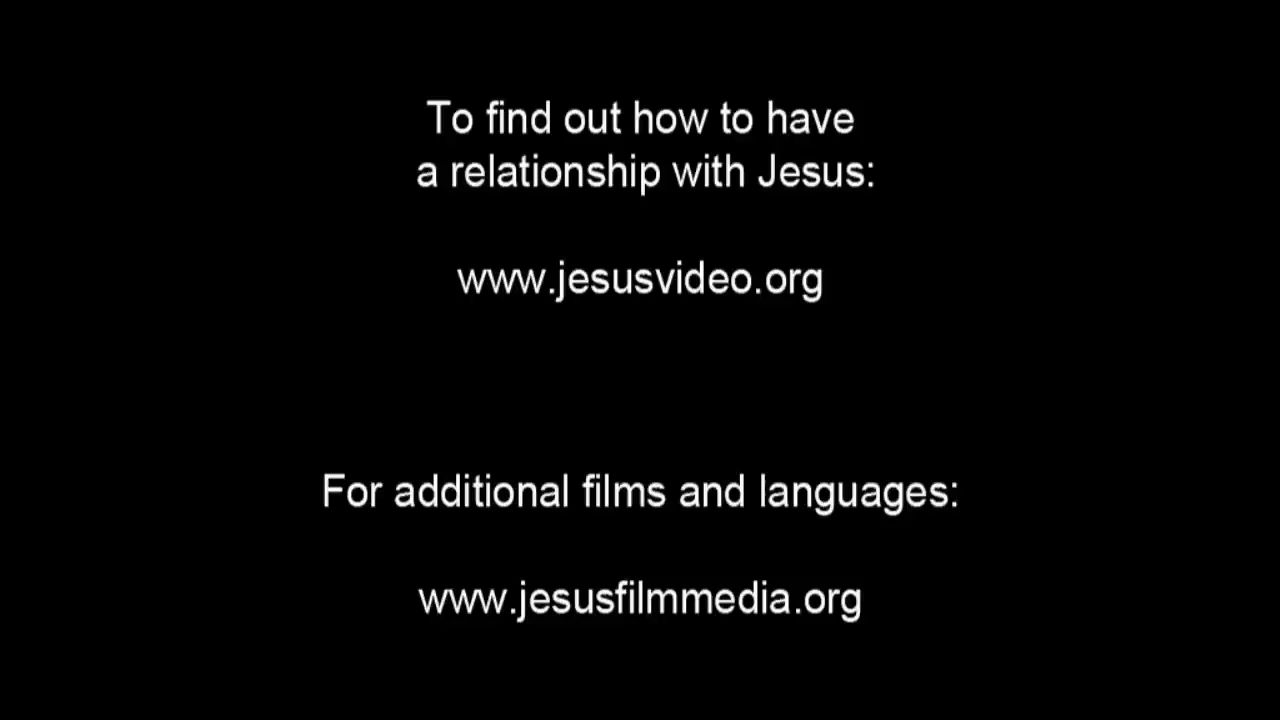 To find out how to have
a relationship with Jesus:
www.jesusvideo.org
For additional films and languages:
www.jesusfilmmedia.org